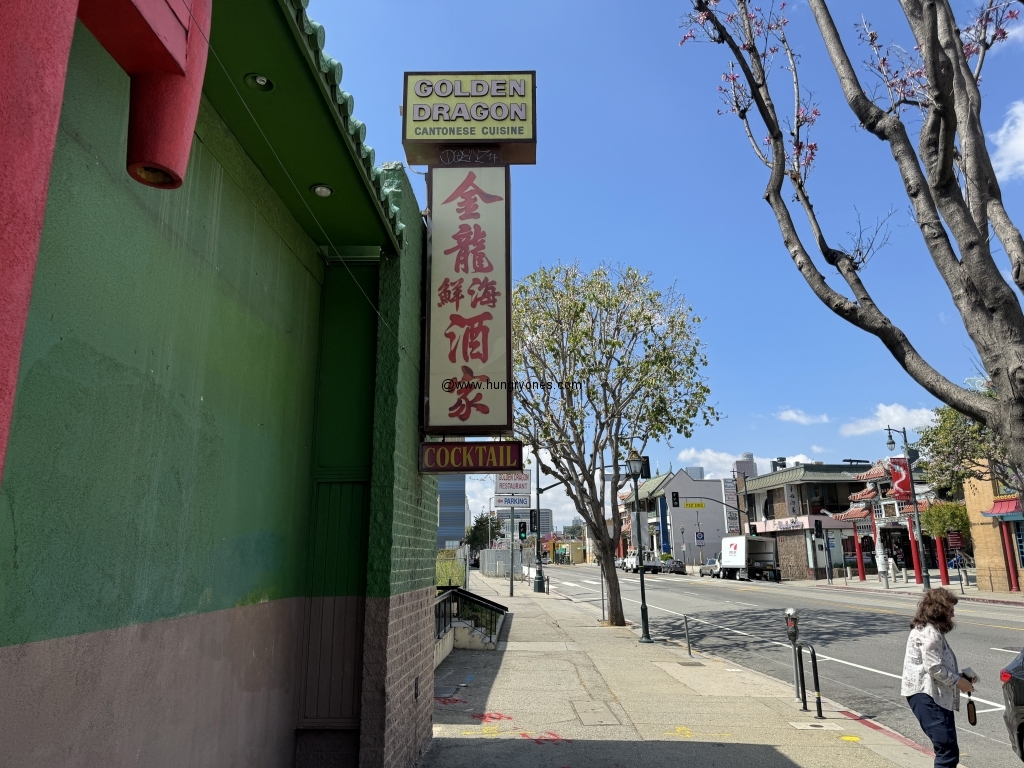 GOLDEN
DRAGON
CANTONESE CUISINE
金龍
鮮海
酒家
@www.hungryones.com
COCKTAIL
GOLDEN DRAGON
RESTAURANT
PARKING